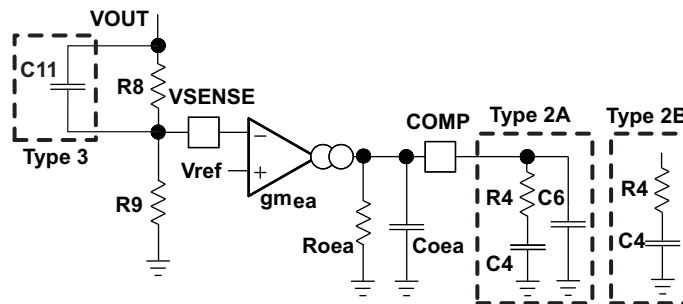 VOUT
C11
R8
VSENSE
Type 3
COMP
Type 2A
Type 2B
Vref
−
+
gmea
R9
Roea
Coea
R4
C6
C4
R4
C4